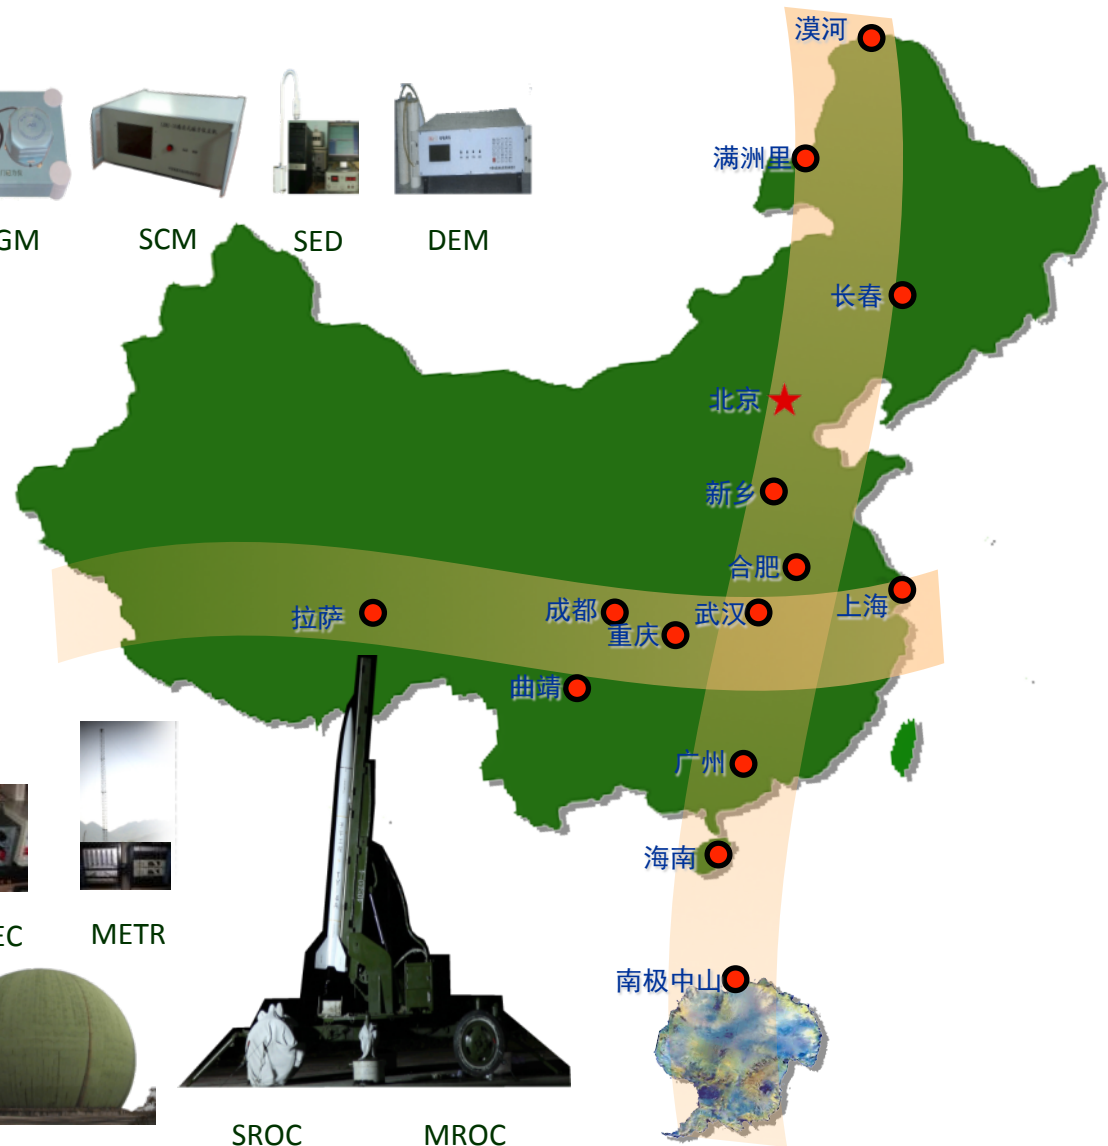 漠河
满洲里
GM
SCM
SED
DEM
长春
北京
新乡
合肥
拉萨
成都
武汉
上海
重庆
曲靖
广州
海南
EC
METR
南极中山
SROC
MROC